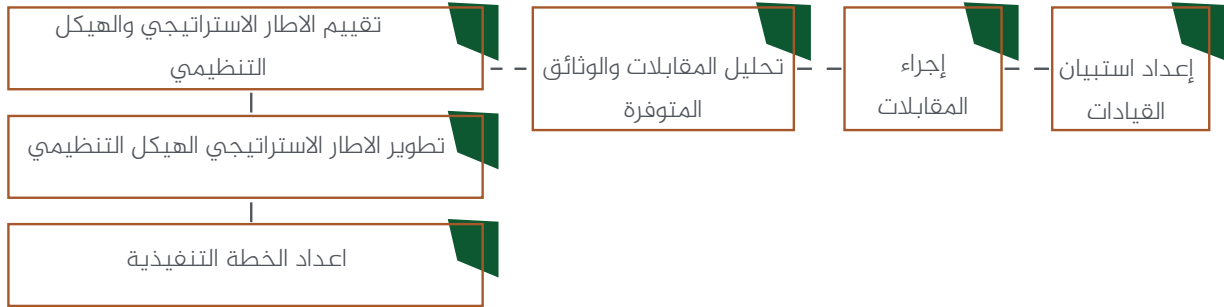 إعداد استبيان
القيادات
إجراء
المقابلات
تحليل المقابلات والوثائق
المتوفرة
تقييم الاطار الاستراتيجي والهيكل
التنظيمي
تطوير الاطار الاستراتيجي الهيكل التنظيمي
اعداد الخطة التنفيذية